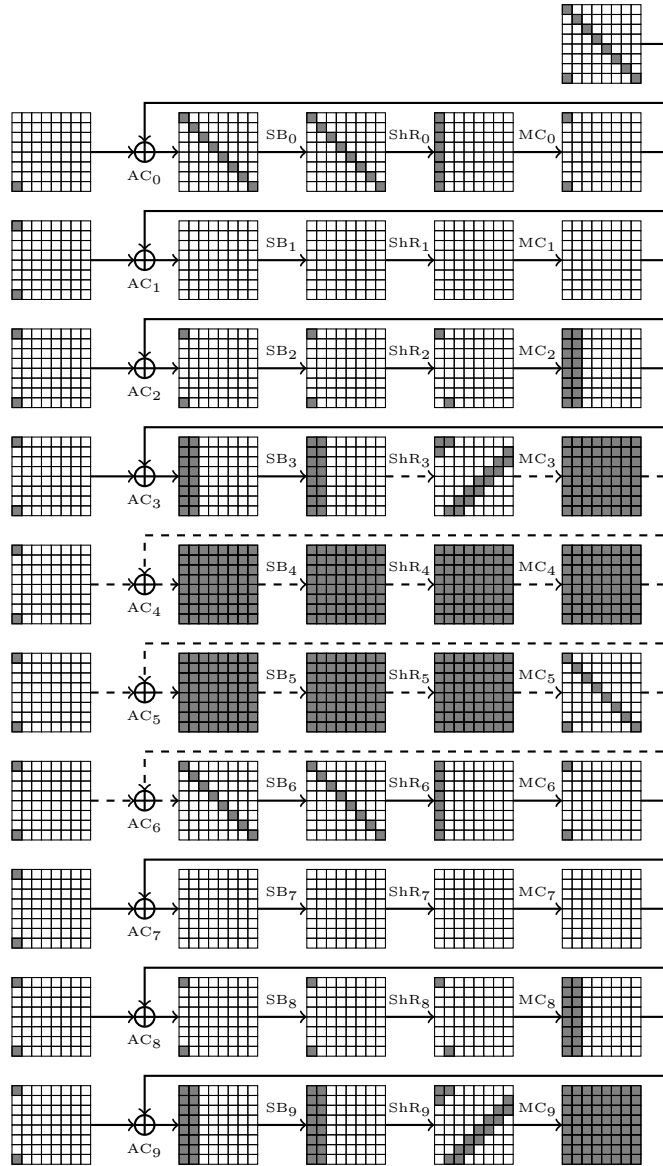 SB₀ ShR₀ MC₀
AC₀
SB₁ ShR₁ MC₁
AC₁
SB₂ ShR₂ MC₂
AC₂
SB₃ ShR₃ MC₃
AC₃
SB₄ ShR₄ MC₄
AC₄
SB₅ ShR₅ MC₅
AC₅
SB₆ ShR₆ MC₆
AC₆
SB₇ ShR₇ MC₇
AC₇
SB₈ ShR₈ MC₈
AC₈
SB₉ ShR₉ MC₉
AC₉